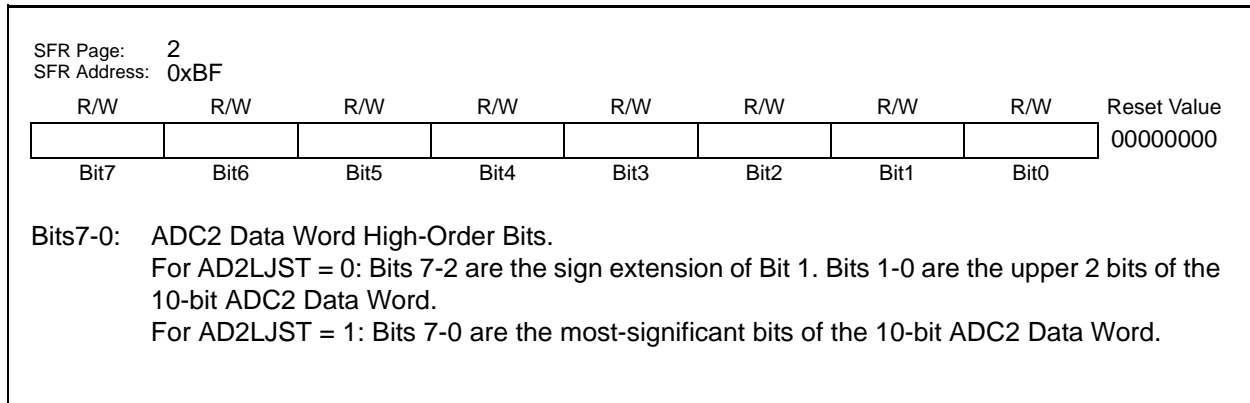 SFR Page: 2
SFR Address: 0xBF
R/W R/W R/W R/W R/W R/W R/W R/W Reset Value
00000000
Bit7 Bit6 Bit5 Bit4 Bit3 Bit2 Bit1 Bit0
Bits7-0: ADC2 Data Word High-Order Bits.
For AD2LJST = 0: Bits 7-2 are the sign extension of Bit 1. Bits 1-0 are the upper 2 bits of the
10-bit ADC2 Data Word.
For AD2LJST = 1: Bits 7-0 are the most-significant bits of the 10-bit ADC2 Data Word.